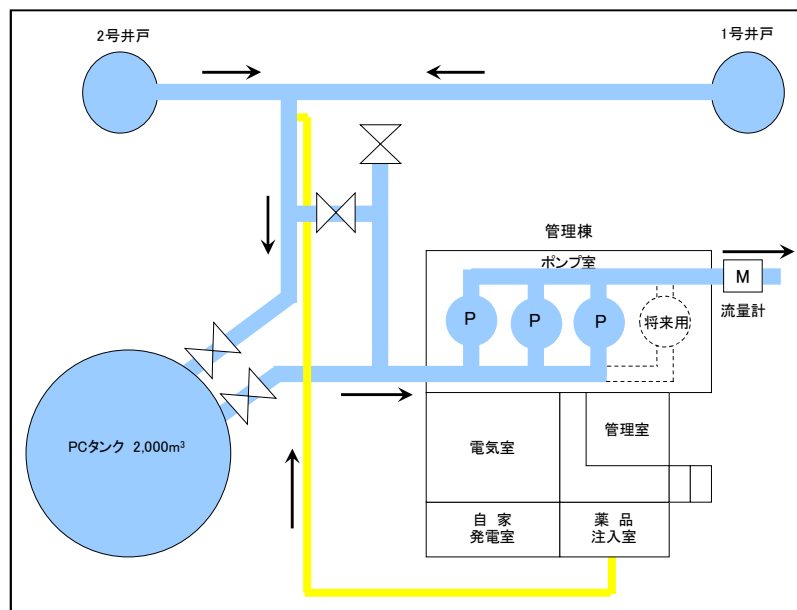 2号井戸
1号井戸
管理棟
ポンプ室
M
流量計
P
P
P
将来用
PCタンク 2,000m³
電気室
管理室
自 家
発電室
薬 品
注入室